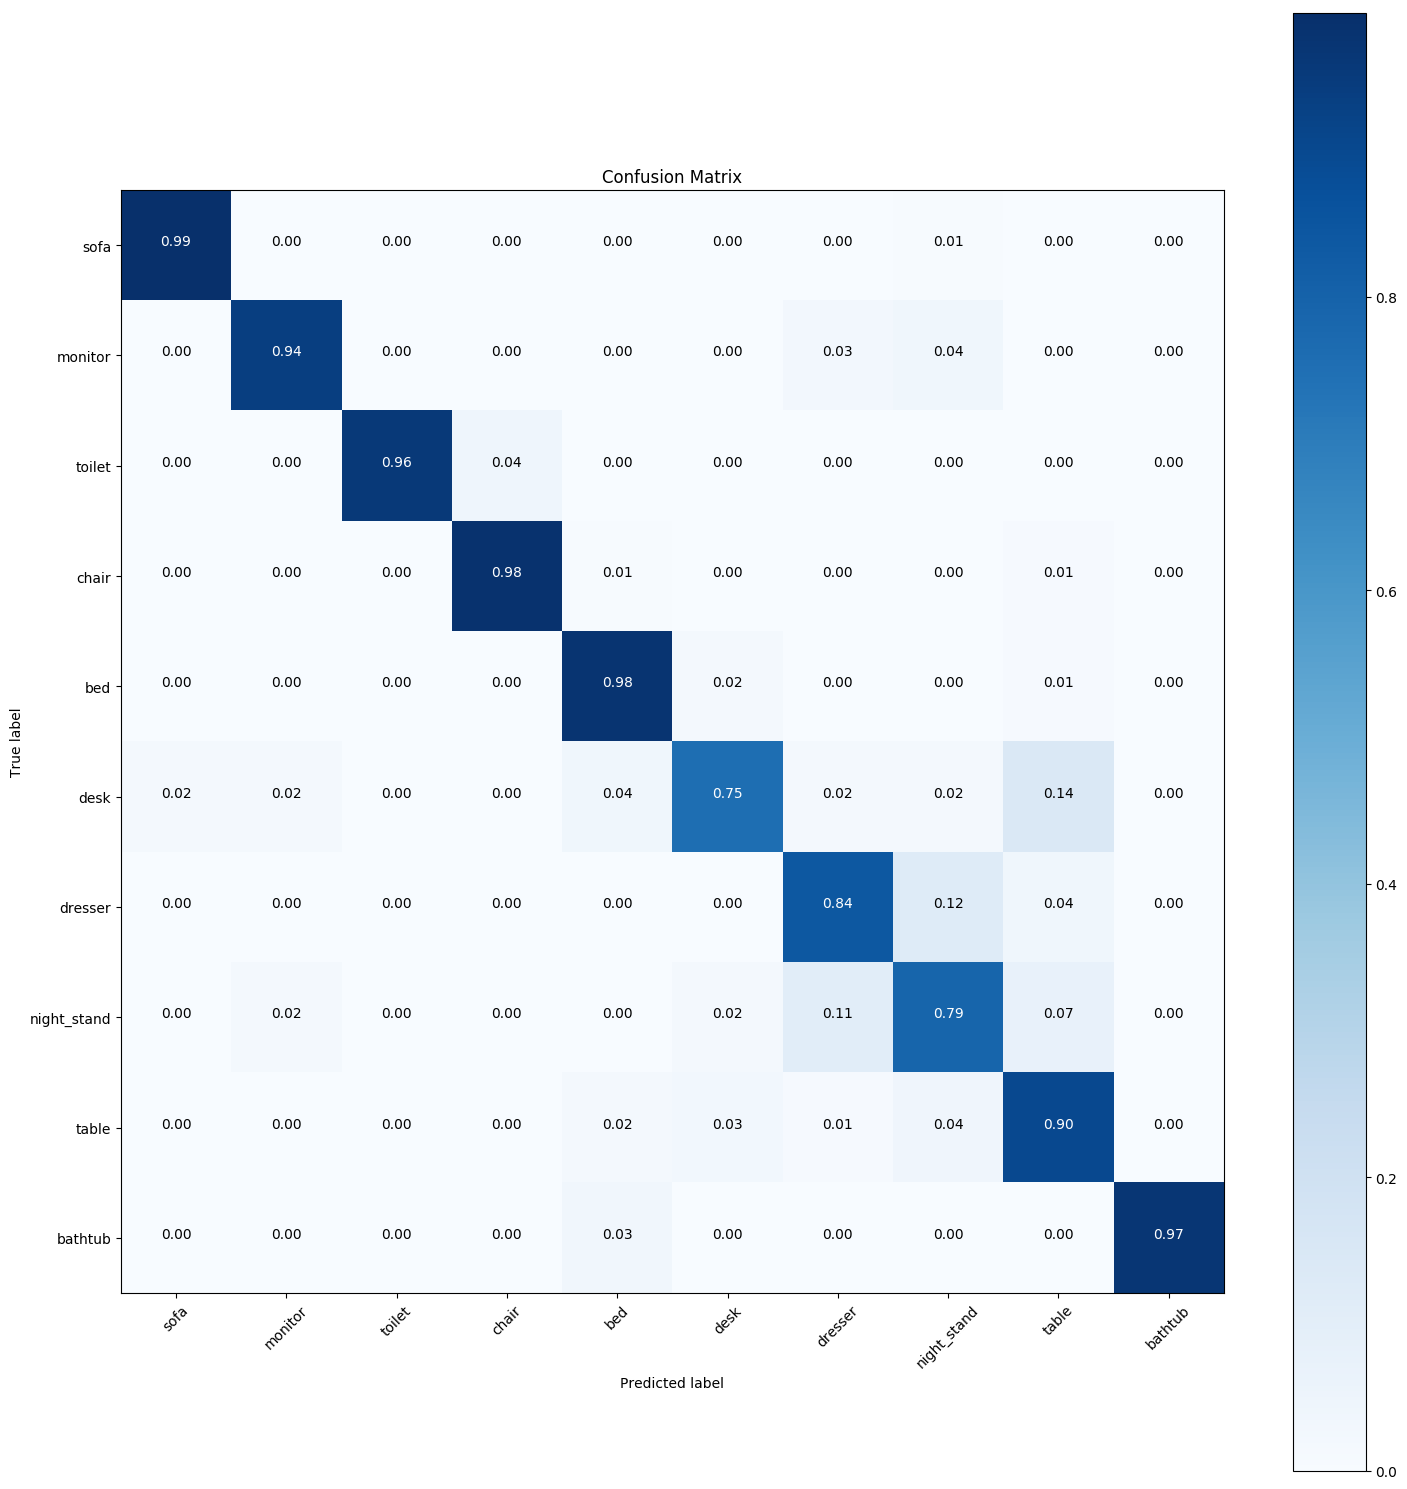 Confusion Matrix
sofa 0.99 0.00 0.00 0.00 0.00 0.00 0.00 0.01 0.00 0.00
monitor 0.00 0.94 0.00 0.00 0.00 0.00 0.03 0.04 0.00 0.00
toilet 0.00 0.00 0.96 0.04 0.00 0.00 0.00 0.00 0.00 0.00
chair 0.00 0.00 0.00 0.98 0.01 0.00 0.00 0.00 0.01 0.00
bed 0.00 0.00 0.00 0.00 0.98 0.02 0.00 0.00 0.01 0.00
desk 0.02 0.02 0.00 0.00 0.04 0.75 0.02 0.02 0.14 0.00
dresser 0.00 0.00 0.00 0.00 0.00 0.00 0.84 0.12 0.04 0.00
night_stand 0.00 0.02 0.00 0.00 0.00 0.02 0.11 0.79 0.07 0.00
table 0.00 0.00 0.00 0.00 0.02 0.03 0.01 0.04 0.90 0.00
bathtub 0.00 0.00 0.00 0.00 0.03 0.00 0.00 0.00 0.00 0.97
sofa monitor toilet chair bed desk dresser night_stand table bathtub
Predicted label
True label
0.8
0.6
0.4
0.2
0.0